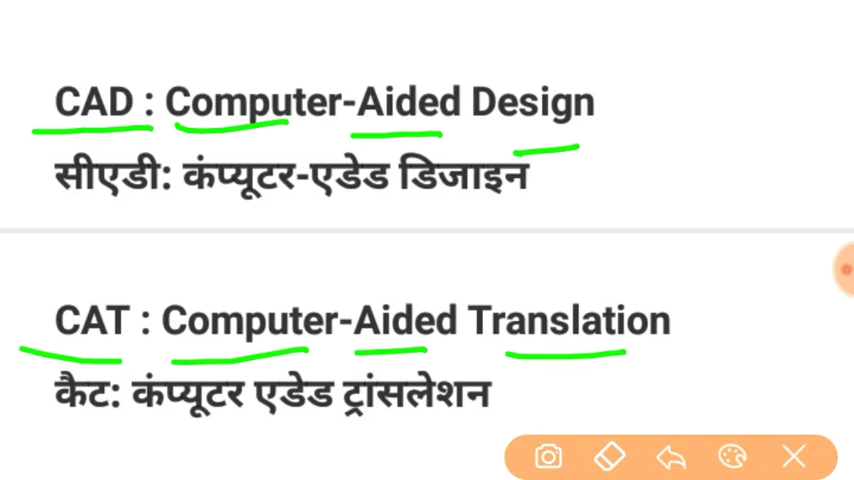 CAD : Computer-Aided Design
सीएडी: कंप्यूटर-एडेड डिजाइन
CAT : Computer-Aided Translation
कैट: कंप्यूटर एडेड ट्रांसलेशन